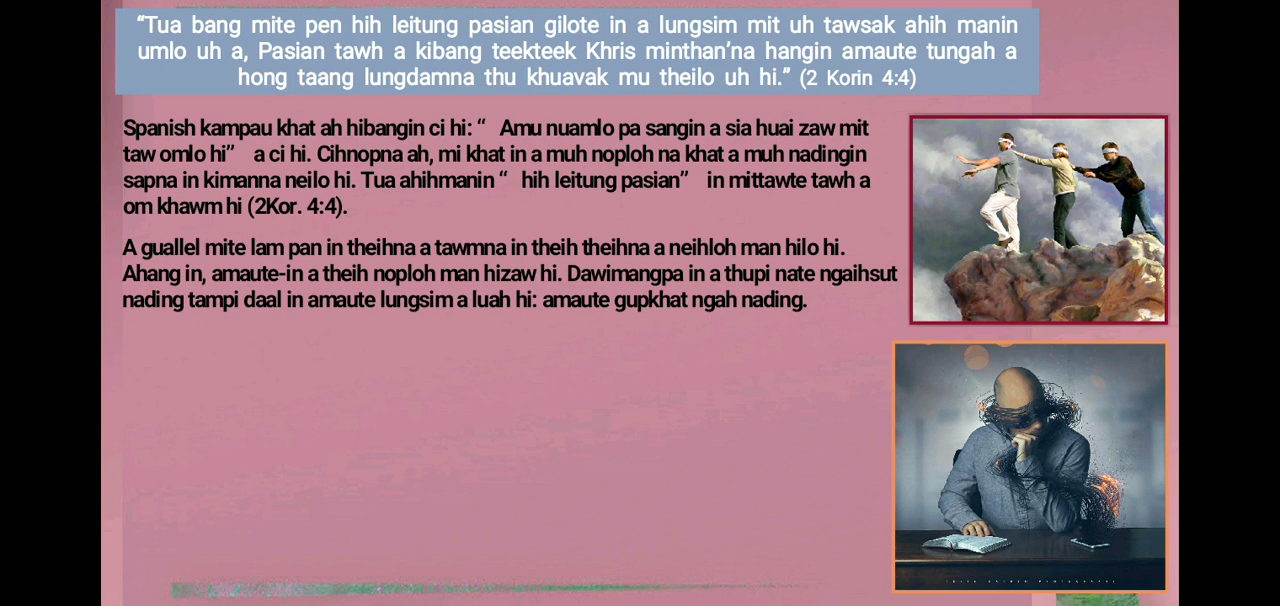 “Tua bang mite pen hih leitung pasian gilote in a lungsim mit uh tawsak ahih manin
umlo uh a, Pasian tawh a kibang teekteek Khris minthan’na hangin amaute tungah a
hong taang lungdamna thu khuavak mu theilo uh hi.” (2 Korin 4:4)
Spanish kampau khat ah hibangin ci hi: “ Amu nuamlo pa sangin a sia huai zaw mit
taw omlo hi” a ci hi. Cihnopna ah, mi khat in a muh noploh na khat a muh nadingin
sapna in kimanna neilo hi. Tua ahihmanin “ hih leitung pasian” in mittawte tawh a
om khawm hi (2Kor. 4:4).
A guallel mite lam pan in theihna a tawmna in theih theihna a neihloh man hilo hi.
Ahang in, amaute-in a theih noploh man hizaw hi. Dawimangpa in a thupi nate ngaihsut
nading tampi daal in amaute lungsim a luah hi: amaute gupkhat ngah nading.